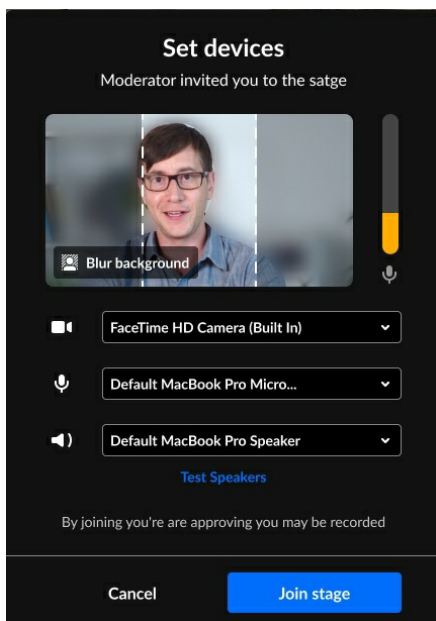 Set devices
Moderator invited you to the satge
Blur background
FaceTime HD Camera (Built In)
Default MacBook Pro Micro...
Default MacBook Pro Speaker
Test Speakers
By joining you're are approving you may be recorded
Cancel
Join stage